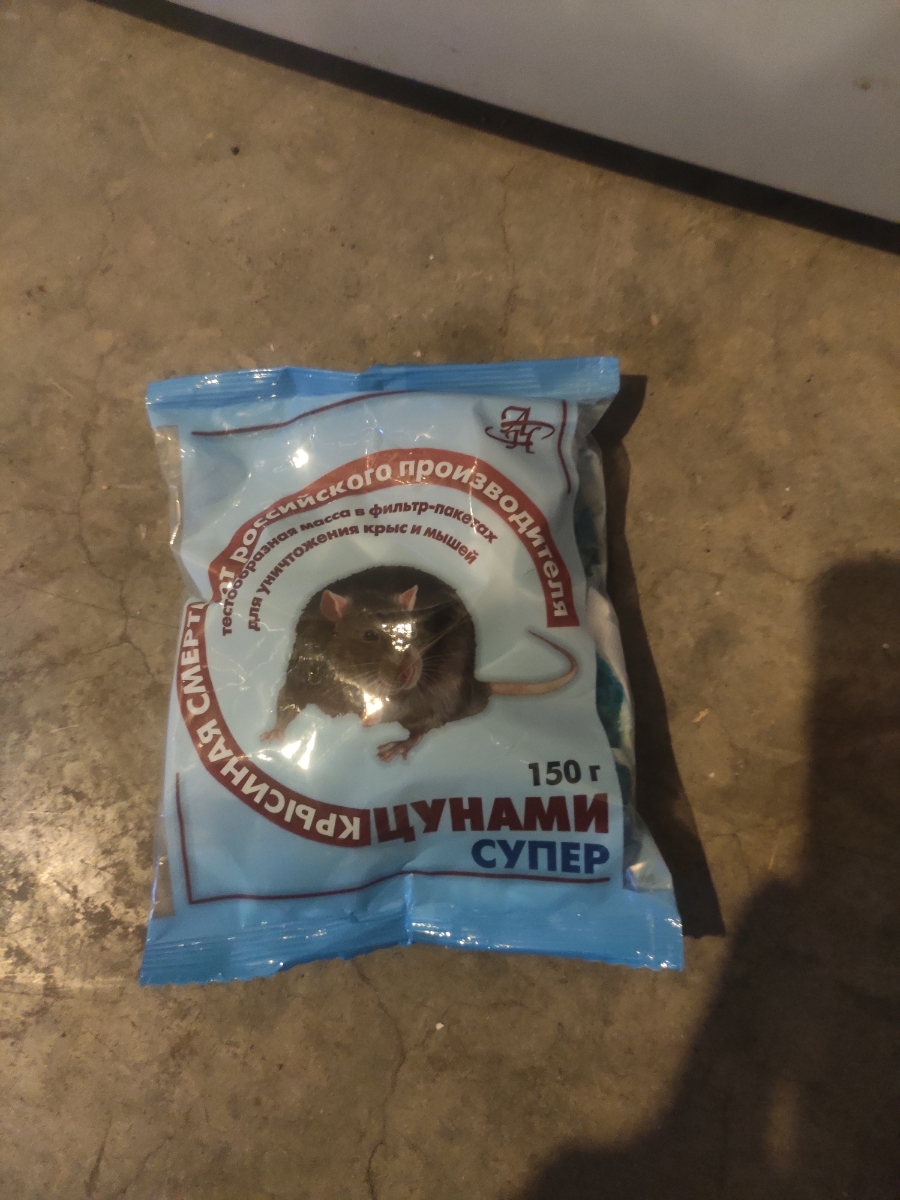 КРЫСИНАЯ СМЕРТЬ от российского производителя
тестообразная масса в фильтр-пакетах
для уничтожения крыс и мышей
150 г
ЦУНАМИ
СУПЕР